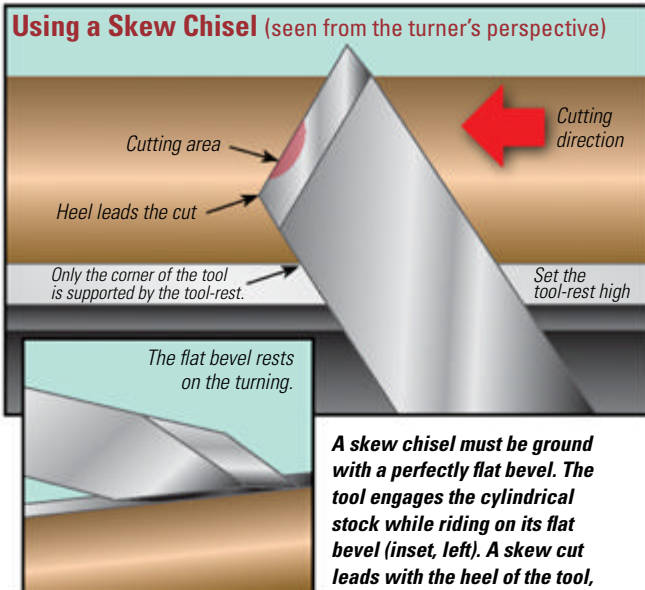 Using a Skew Chisel (seen from the turner's perspective)
Cutting area
Cutting
direction
Heel leads the cut
Only the corner of the tool
is supported by the tool-rest.
Set the
tool-rest high
The flat bevel rests
on the turning.
A skew chisel must be ground
with a perfectly flat bevel. The
tool engages the cylindrical
stock while riding on its flat
bevel (inset, left). A skew cut
leads with the heel of the tool,